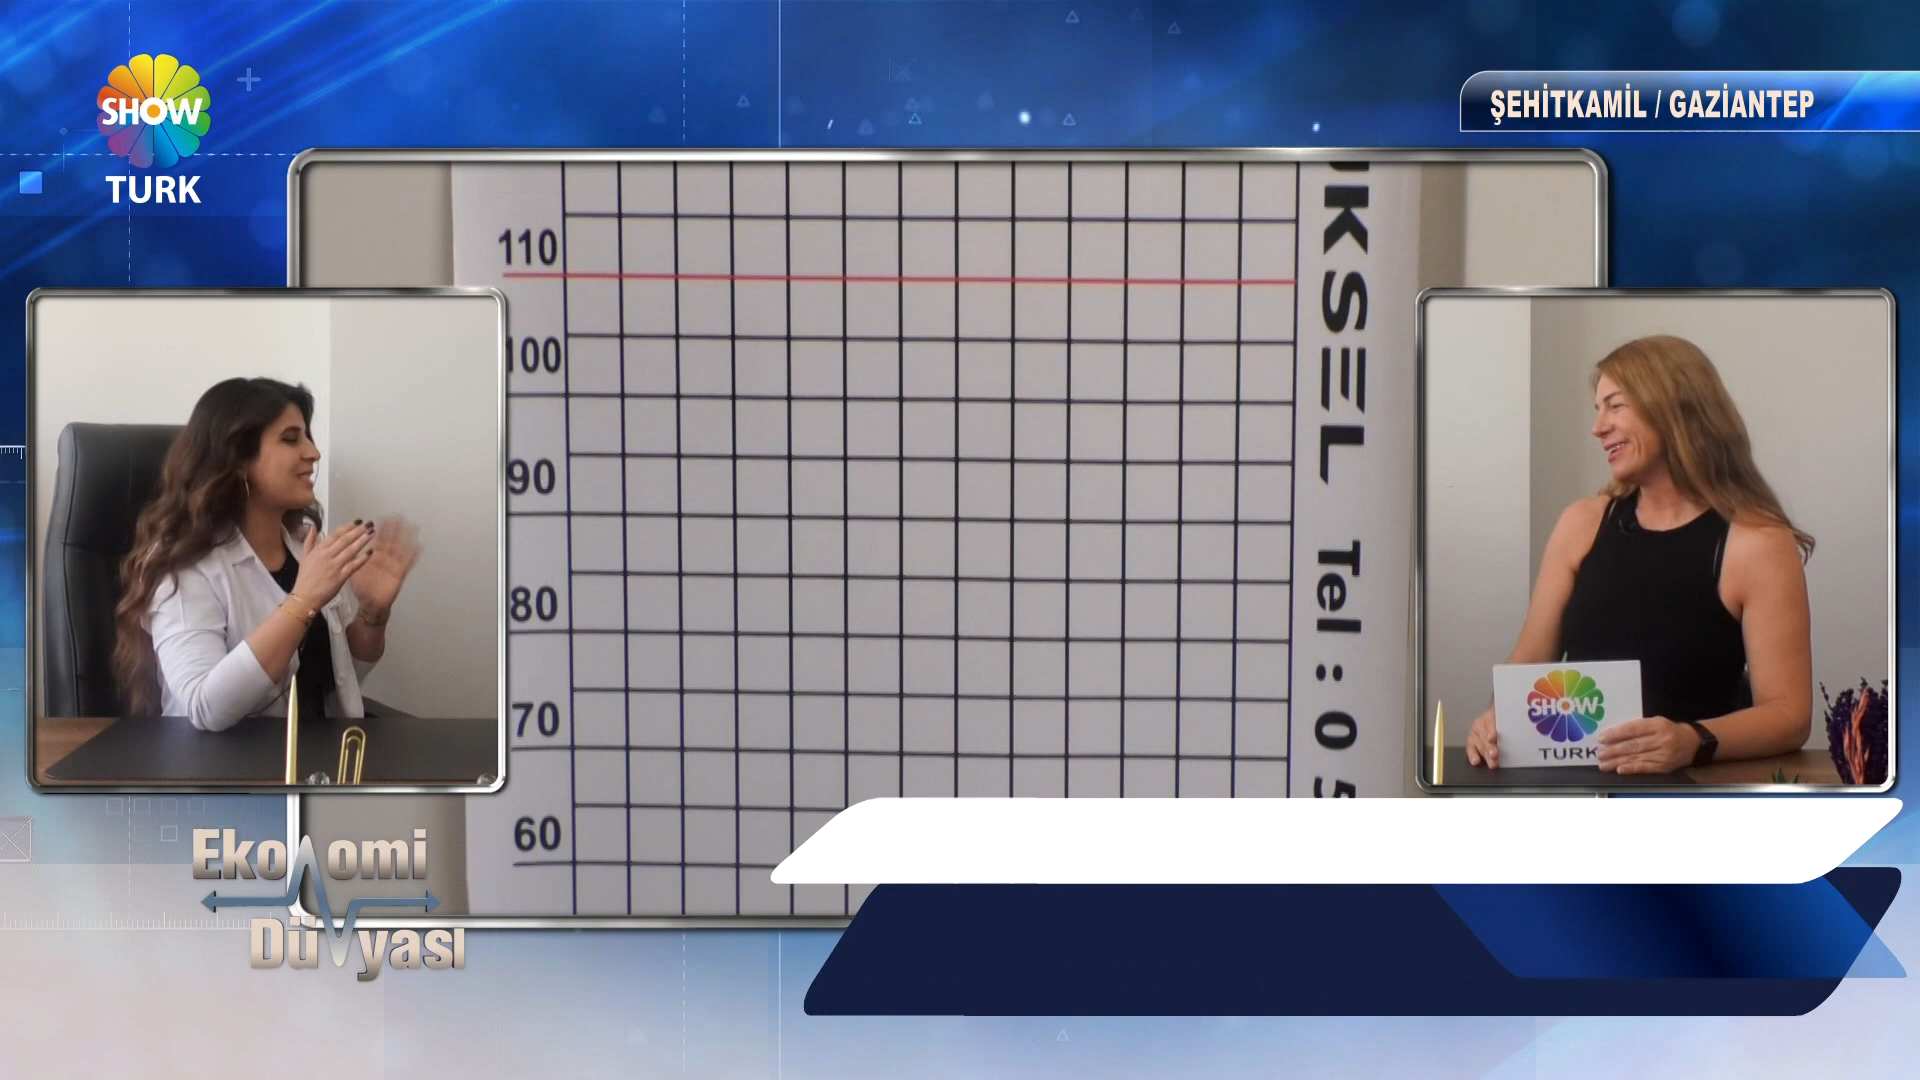 SHOW
TURK
ŞEHİTKAMİL / GAZİANTEP
110
100
90
80
70
60
KSEL Tel : 0 5
SHOW
TURK
Ekonomi
Dünyası